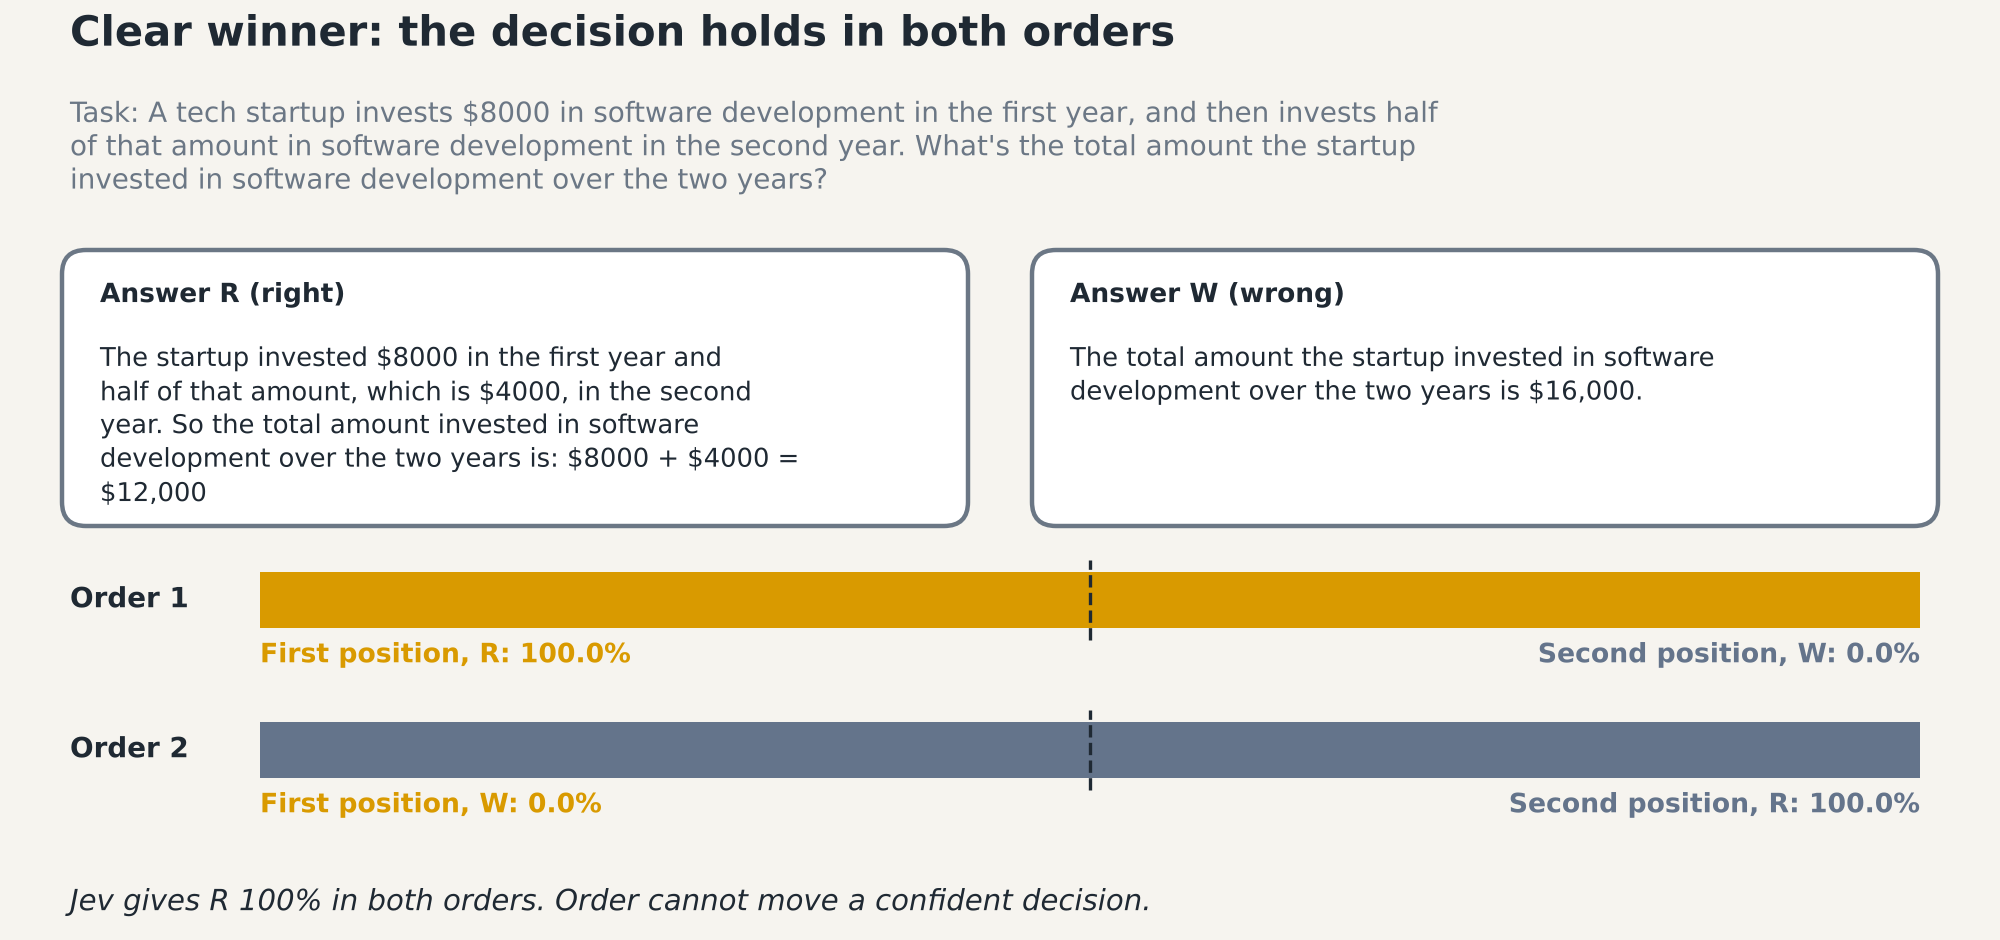 Clear winner: the decision holds in both orders
Task: A tech startup invests $8000 in software development in the first year, and then invests half
of that amount in software development in the second year. What's the total amount the startup
invested in software development over the two years?
Answer R (right)
The startup invested $8000 in the first year and
half of that amount, which is $4000, in the second
year. So the total amount invested in software
development over the two years is: $8000 + $4000 =
$12,000
Answer W (wrong)
The total amount the startup invested in software
development over the two years is $16,000.
Order 1
First position, R: 100.0%
Second position, W: 0.0%
Order 2
First position, W: 0.0%
Second position, R: 100.0%
Jev gives R 100% in both orders. Order cannot move a confident decision.